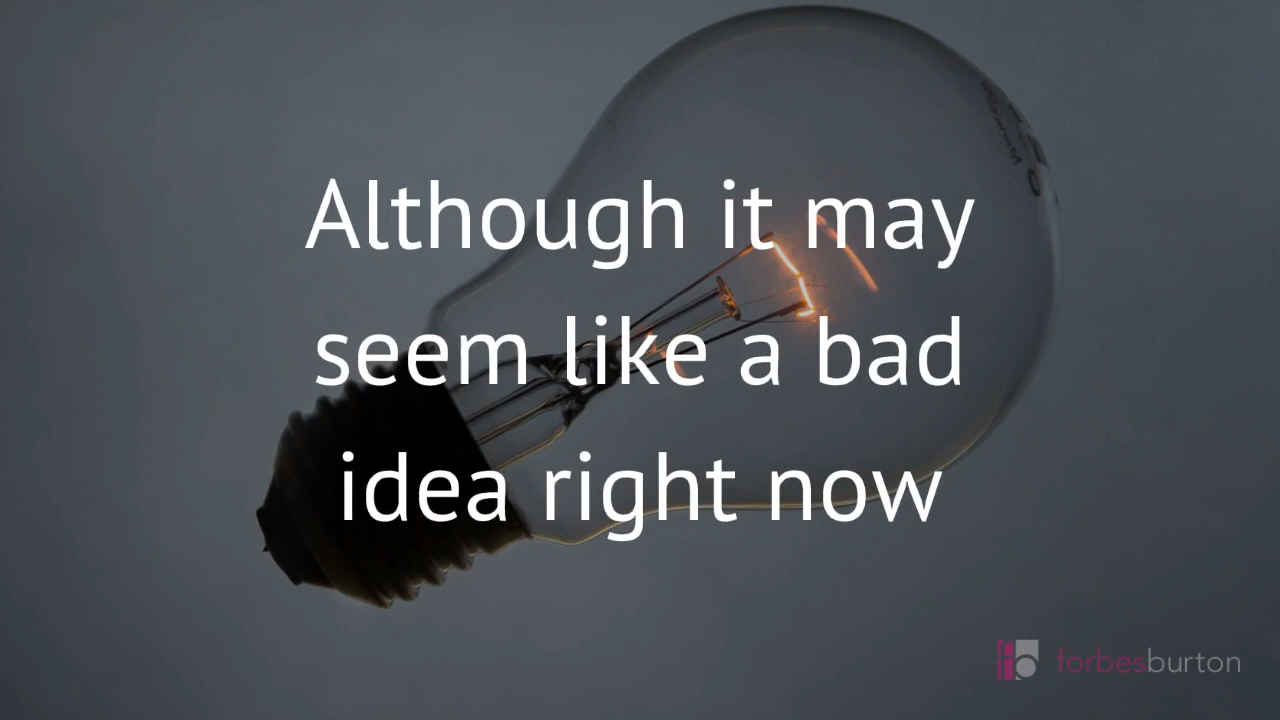 Although it may
seem like a bad
idea right now
forbesburton